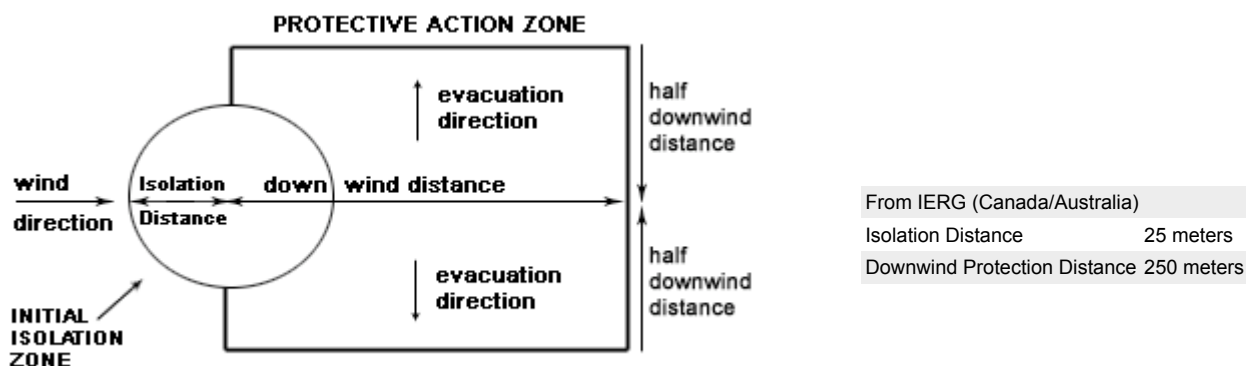 PROTECTIVE ACTION ZONE
evacuation
direction
half
downwind
distance
wind
direction
Isolation
Distance
down wind distance
evacuation
direction
half
downwind
distance
INITIAL
ISOLATION
ZONE
From IERG (Canada/Australia)
Isolation Distance 25 meters
Downwind Protection Distance 250 meters